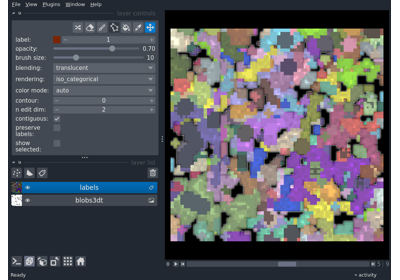 File View Plugins Window Help
layer controls
label: 1
opacity: 0.70
brush size: 10
blending: translucent
rendering: iso_categorical
color mode: auto
contour: 0
n edit dim: 2
contiguous:
preserve
labels:
show
selected:
layer list
labels
blobs3dt
Ready
activity